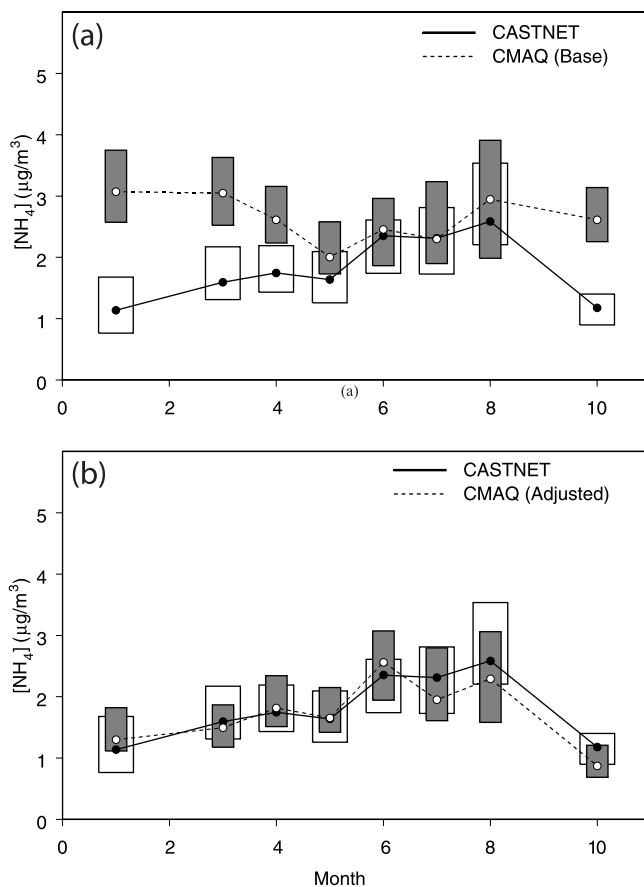 (a)
CASTNET
CMAQ (Base)
5
4
3
2
1
0
[NH4] (μg/m3)
0 2 4 6 8 10
(a)
(b)
CASTNET
CMAQ (Adjusted)
5
4
3
2
1
0
[NH4] (μg/m3)
0 2 4 6 8 10
Month